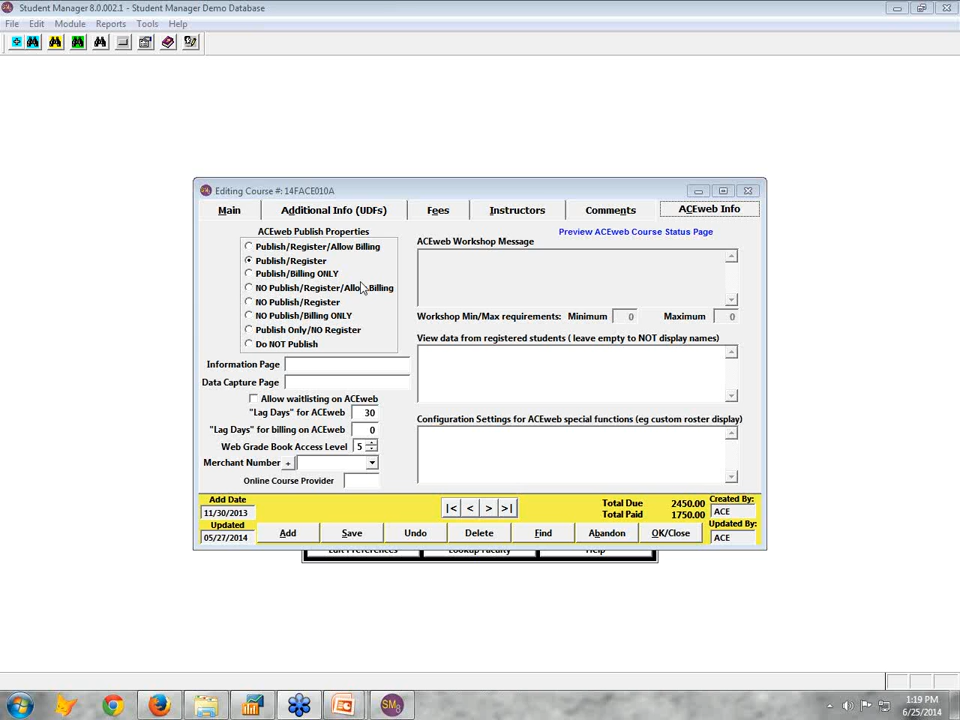 Student Manager 8.0.002.1 - Student Manager Demo Database
File Edit Module Reports Tools Help
Editing Course #: 14FACE010A
Main Additional Info (UDFs) Fees Instructors Comments ACEweb Info
ACEweb Publish Properties
Publish/Register/Allow Billing
Publish/Register
Publish/Billing ONLY
NO Publish/Register/Allow Billing
NO Publish/Register
NO Publish/Billing ONLY
Publish Only/NO Register
Do NOT Publish
Information Page
Data Capture Page
Allow waitlisting on ACEweb
"Lag Days" for ACEweb 30
"Lag Days" for billing on ACEweb 0
Web Grade Book Access Level 5
Merchant Number +
Online Course Provider
Preview ACEweb Course Status Page
ACEweb Workshop Message
Workshop Min/Max requirements: Minimum 0 Maximum 0
View data from registered students ( leave empty to NOT display names)
Configuration Settings for ACEweb special functions (eg custom roster display)
Add Date
11/30/2013
Updated
05/27/2014
|< < > >|
Total Due 2450.00
Total Paid 1750.00
Created By:
ACE
Updated By:
ACE
Add Save Undo Delete Find Abandon OK/Close
Edit Preferences Lookup Faculty Help
SM8
1:19 PM
6/25/2014